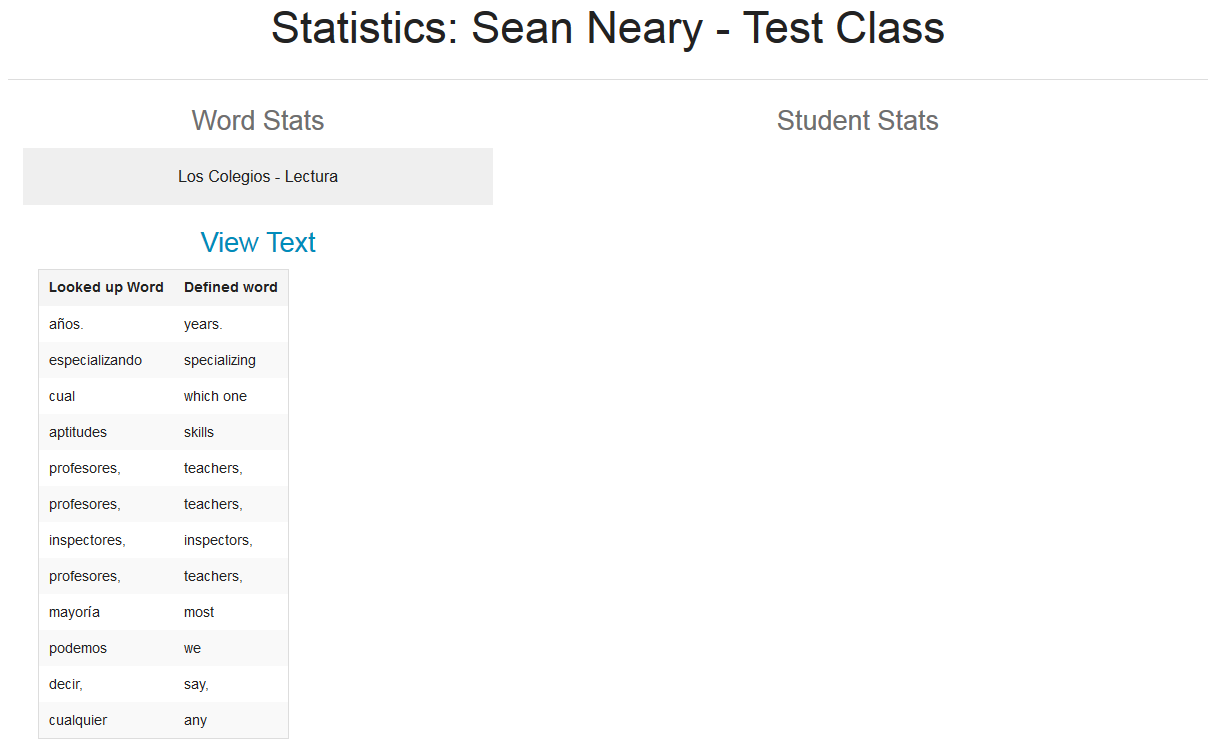 Statistics: Sean Neary - Test Class
Word Stats
Student Stats
Los Colegios - Lectura
View Text
Looked up Word Defined word
años. years.
especializando specializing
cual which one
aptitudes skills
profesores, teachers,
profesores, teachers,
inspectores, inspectors,
profesores, teachers,
mayoría most
podemos we
decir, say,
cualquier any